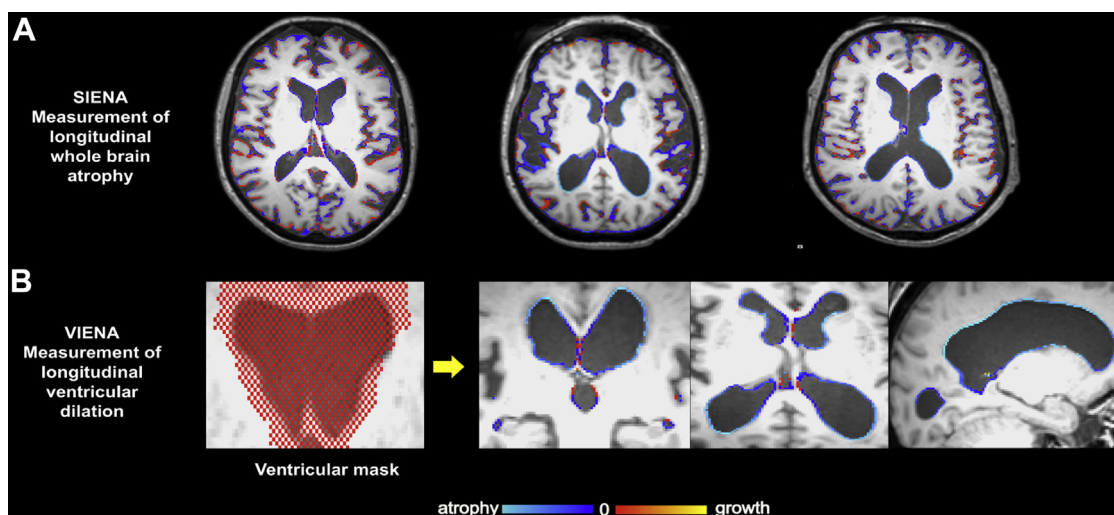 A
SIENA
Measurement of
longitudinal
whole brain
atrophy
B
VIENA
Measurement of
longitudinal
ventricular
dilation
Ventricular mask
atrophy 0 growth